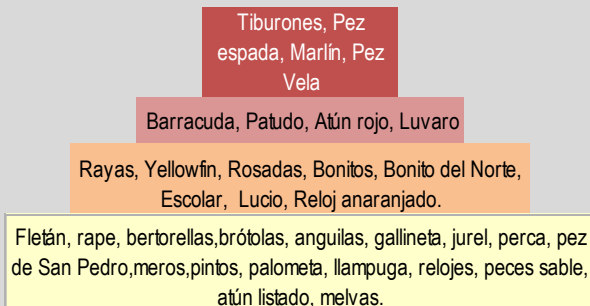 Tiburones, Pez
espada, Marlín, Pez
Vela
Barracuda, Patudo, Atún rojo, Luvaro
Rayas, Yellowfin, Rosadas, Bonitos, Bonito del Norte,
Escolar, Lucio, Reloj anaranjado.
Fletán, rape, bertorellas,brótolas, anguilas, gallineta, jurel, perca, pez
de San Pedro,meros,pintos, palometa, llampuga, relojes, peces sable,
atún listado, melvas.